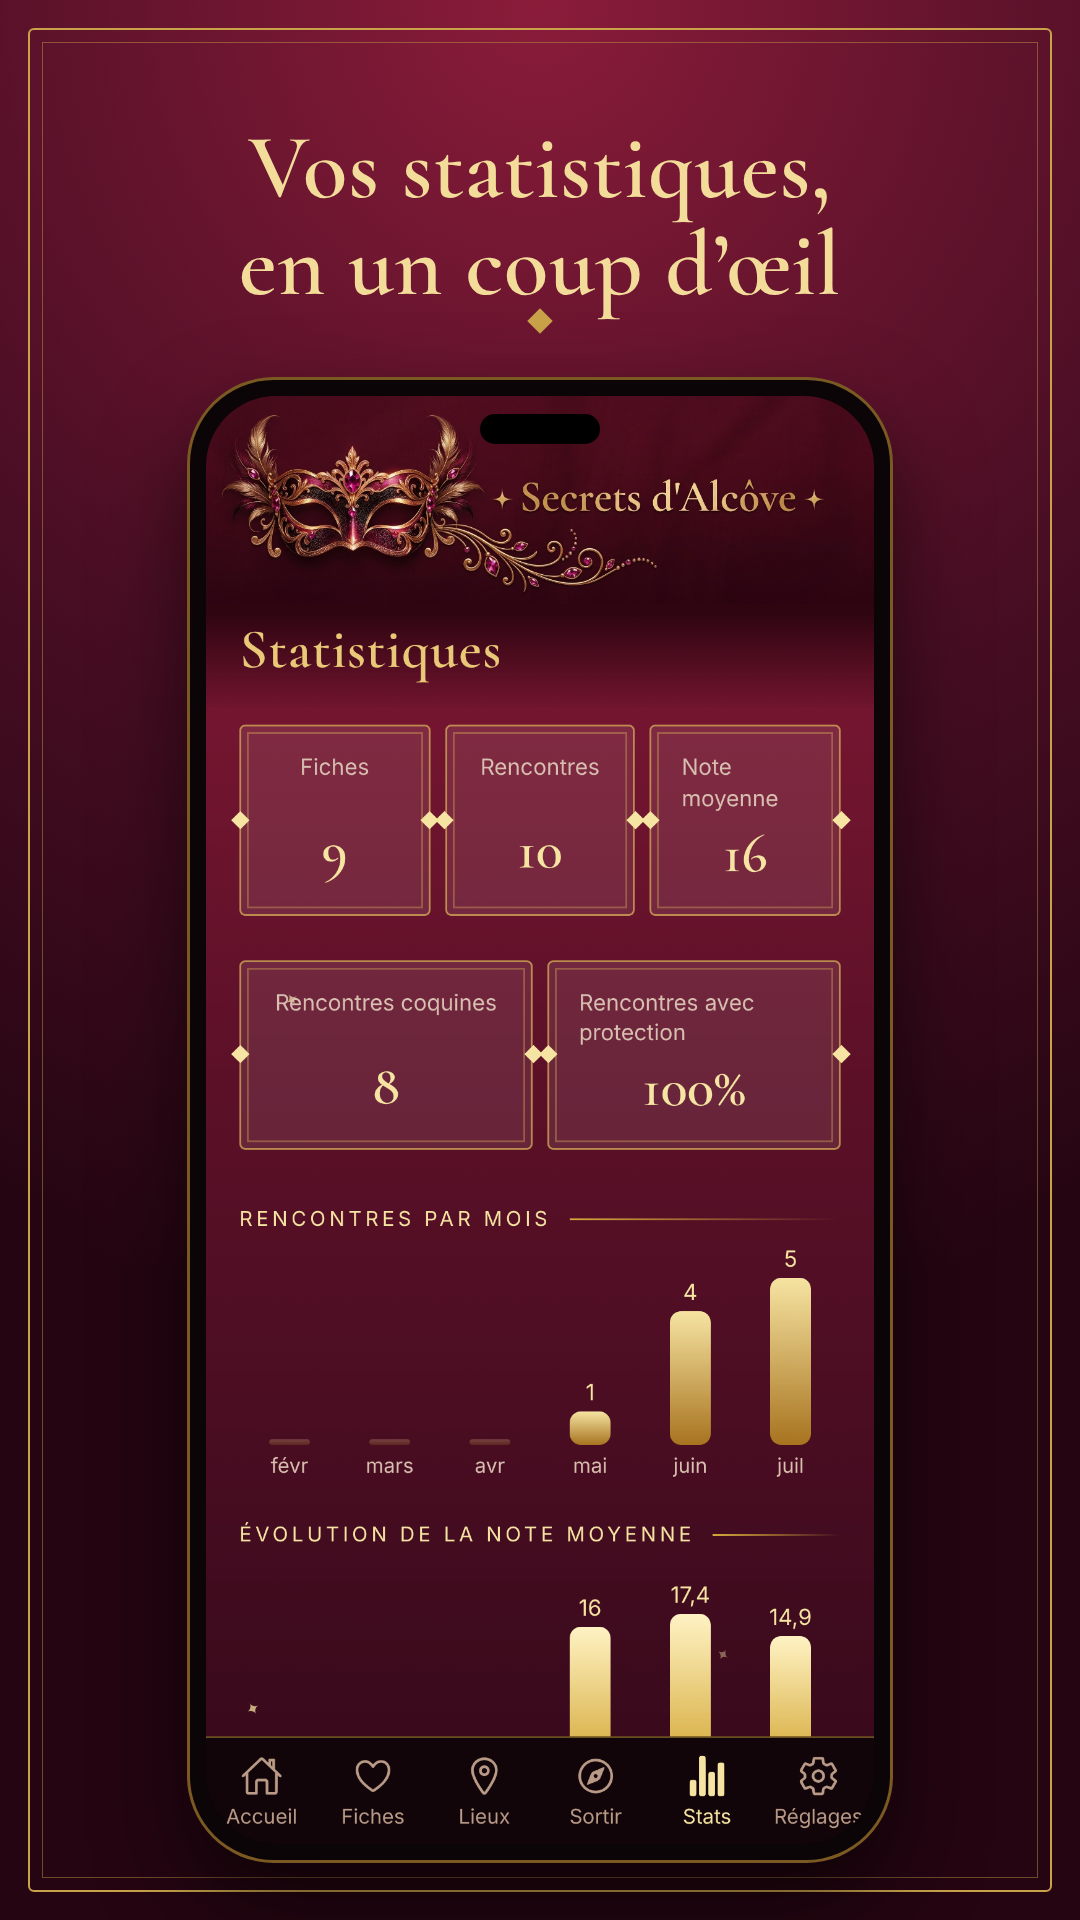 Vos statistiques,
en un coup d’œil
Secrets d'Alcôve
Statistiques
Fiches
9
Rencontres
10
Note
moyenne
16
Rencontres coquines
8
Rencontres avec
protection
100%
RENCONTRES PAR MOIS
1
4
5
févr
mars
avr
mai
juin
juil
ÉVOLUTION DE LA NOTE MOYENNE
16
17,4
14,9
Accueil
Fiches
Lieux
Sortir
Stats
Réglages